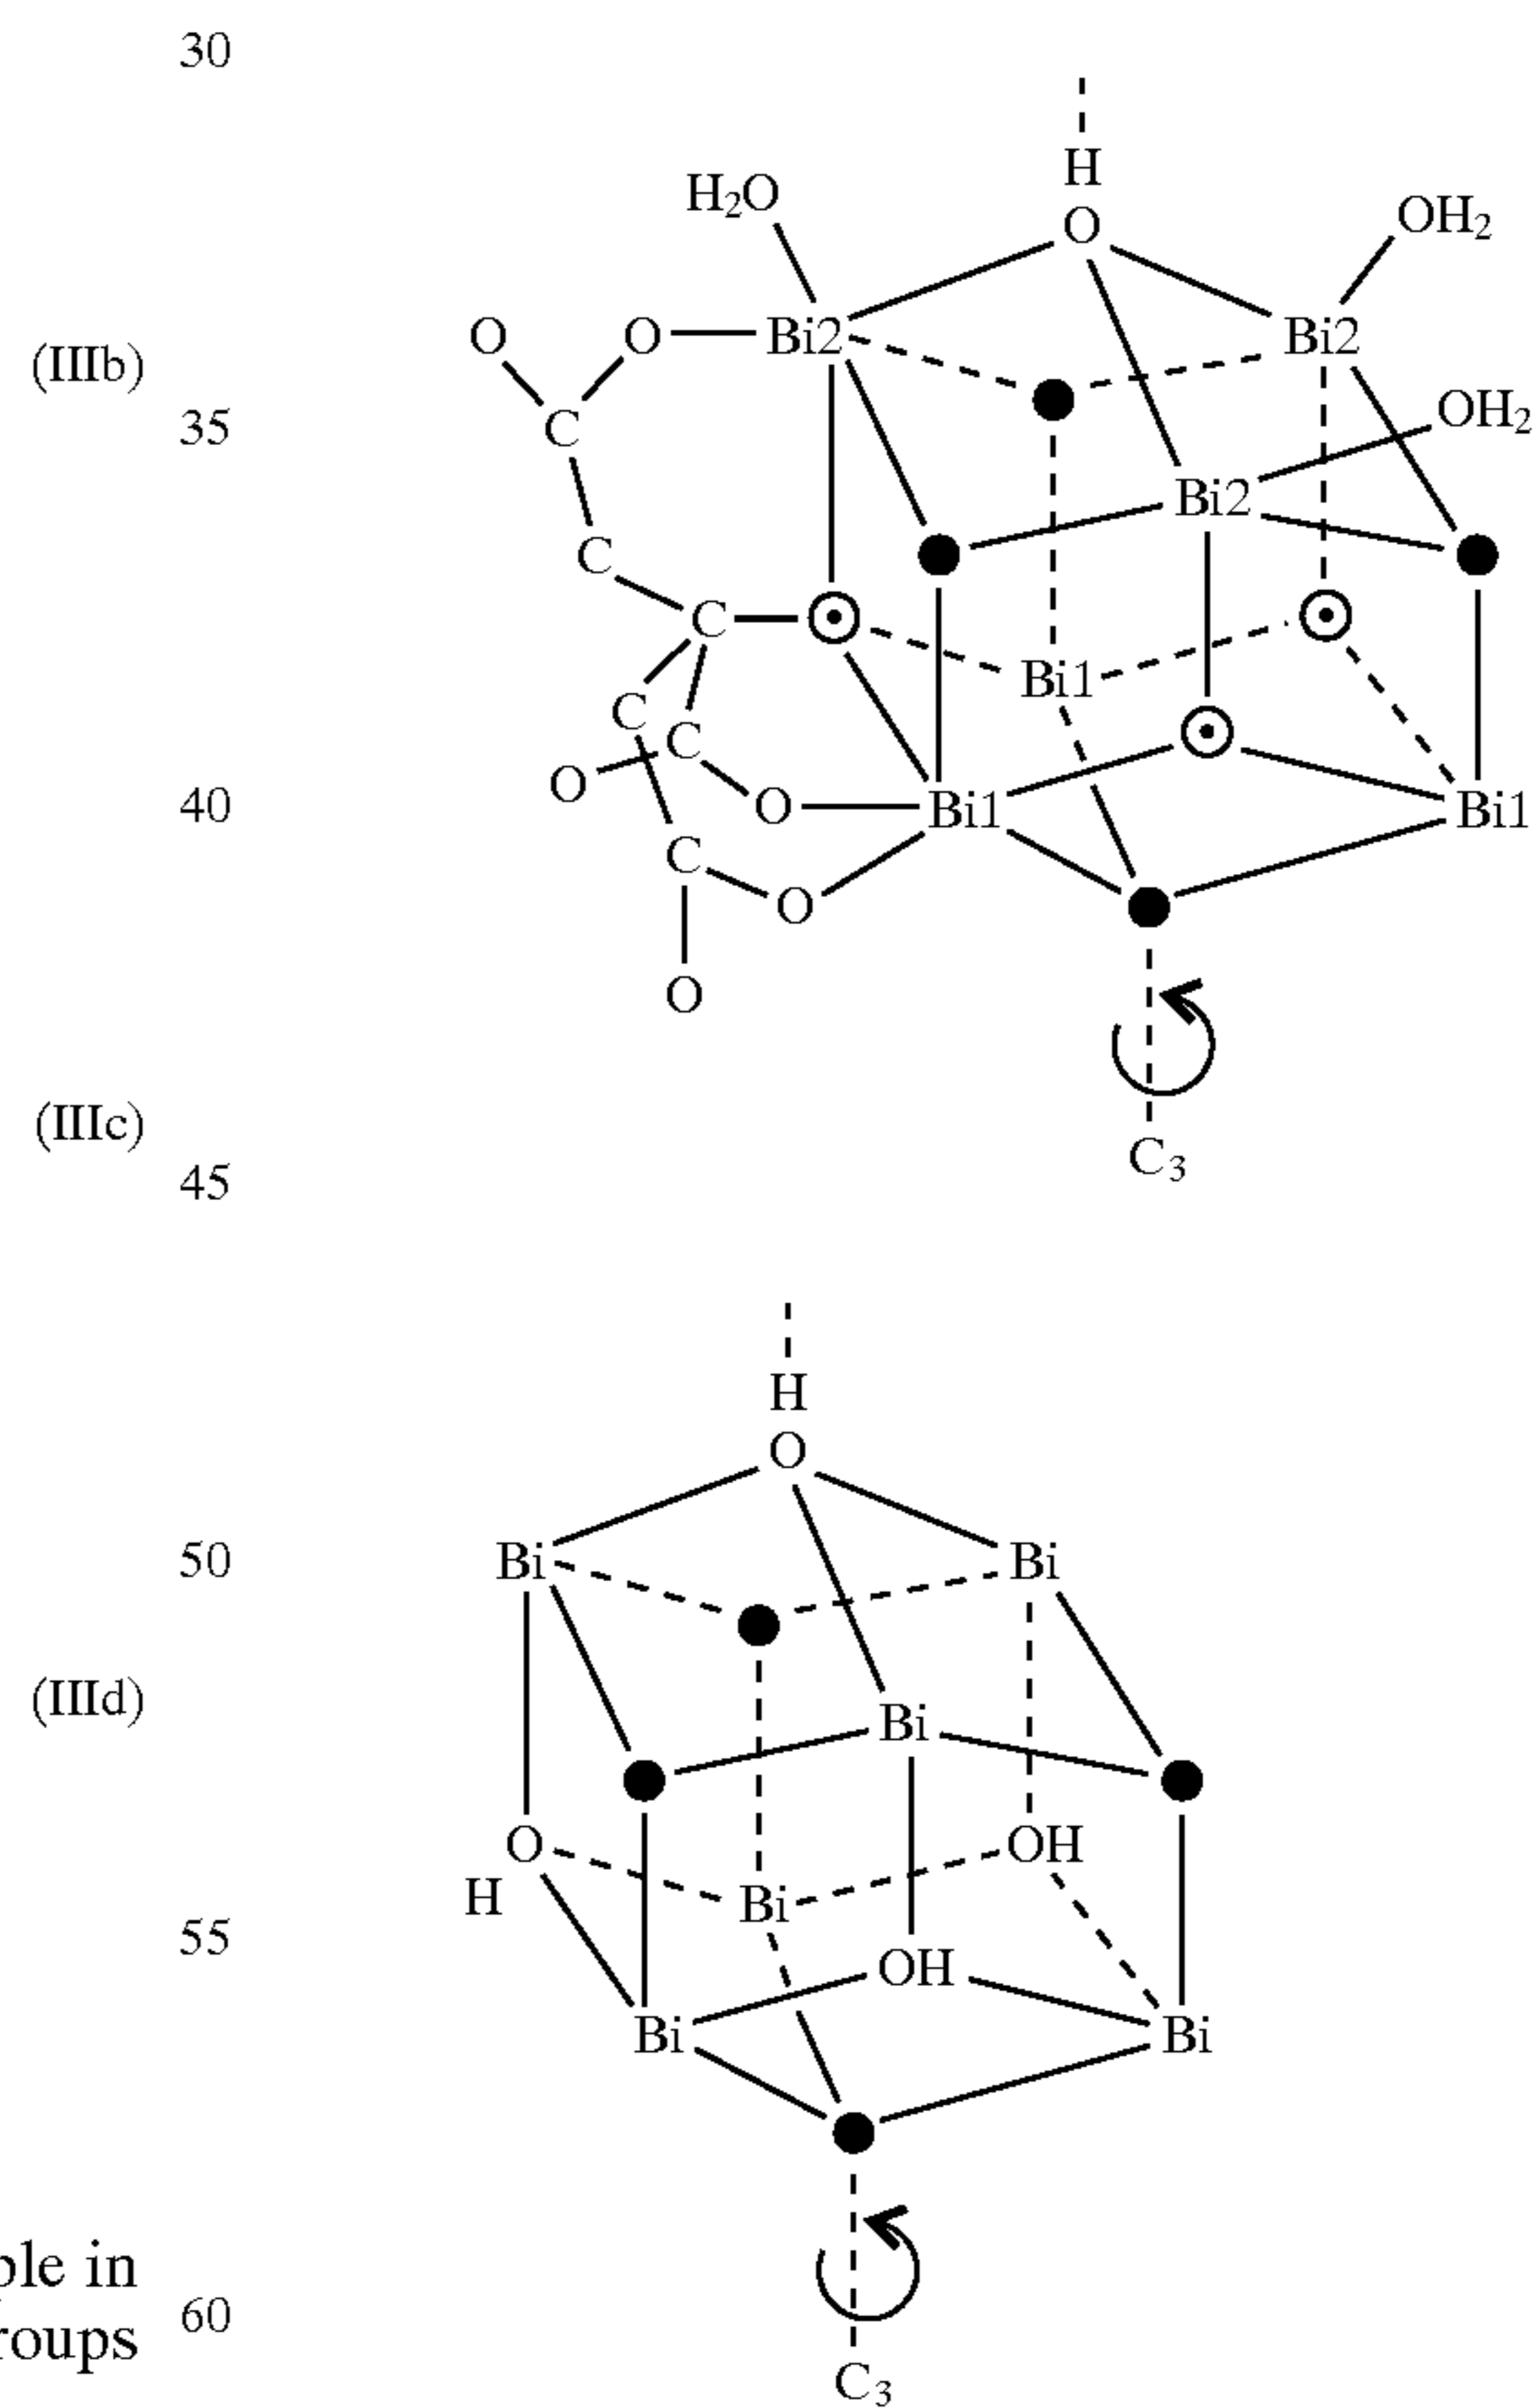 30
H
H₂O
O
OH₂
(IIIb)
O O Bi2 Bi2
35
C
OH₂
Bi2
C
C
Bi1
C
C
O
40
O Bi1 Bi1
C
O
O
(IIIc)
C₃
45
H
O
50
Bi Bi
(IIId)
Bi
O OH
H
Bi
55
OH
Bi Bi
ple in
60
roups
C₃